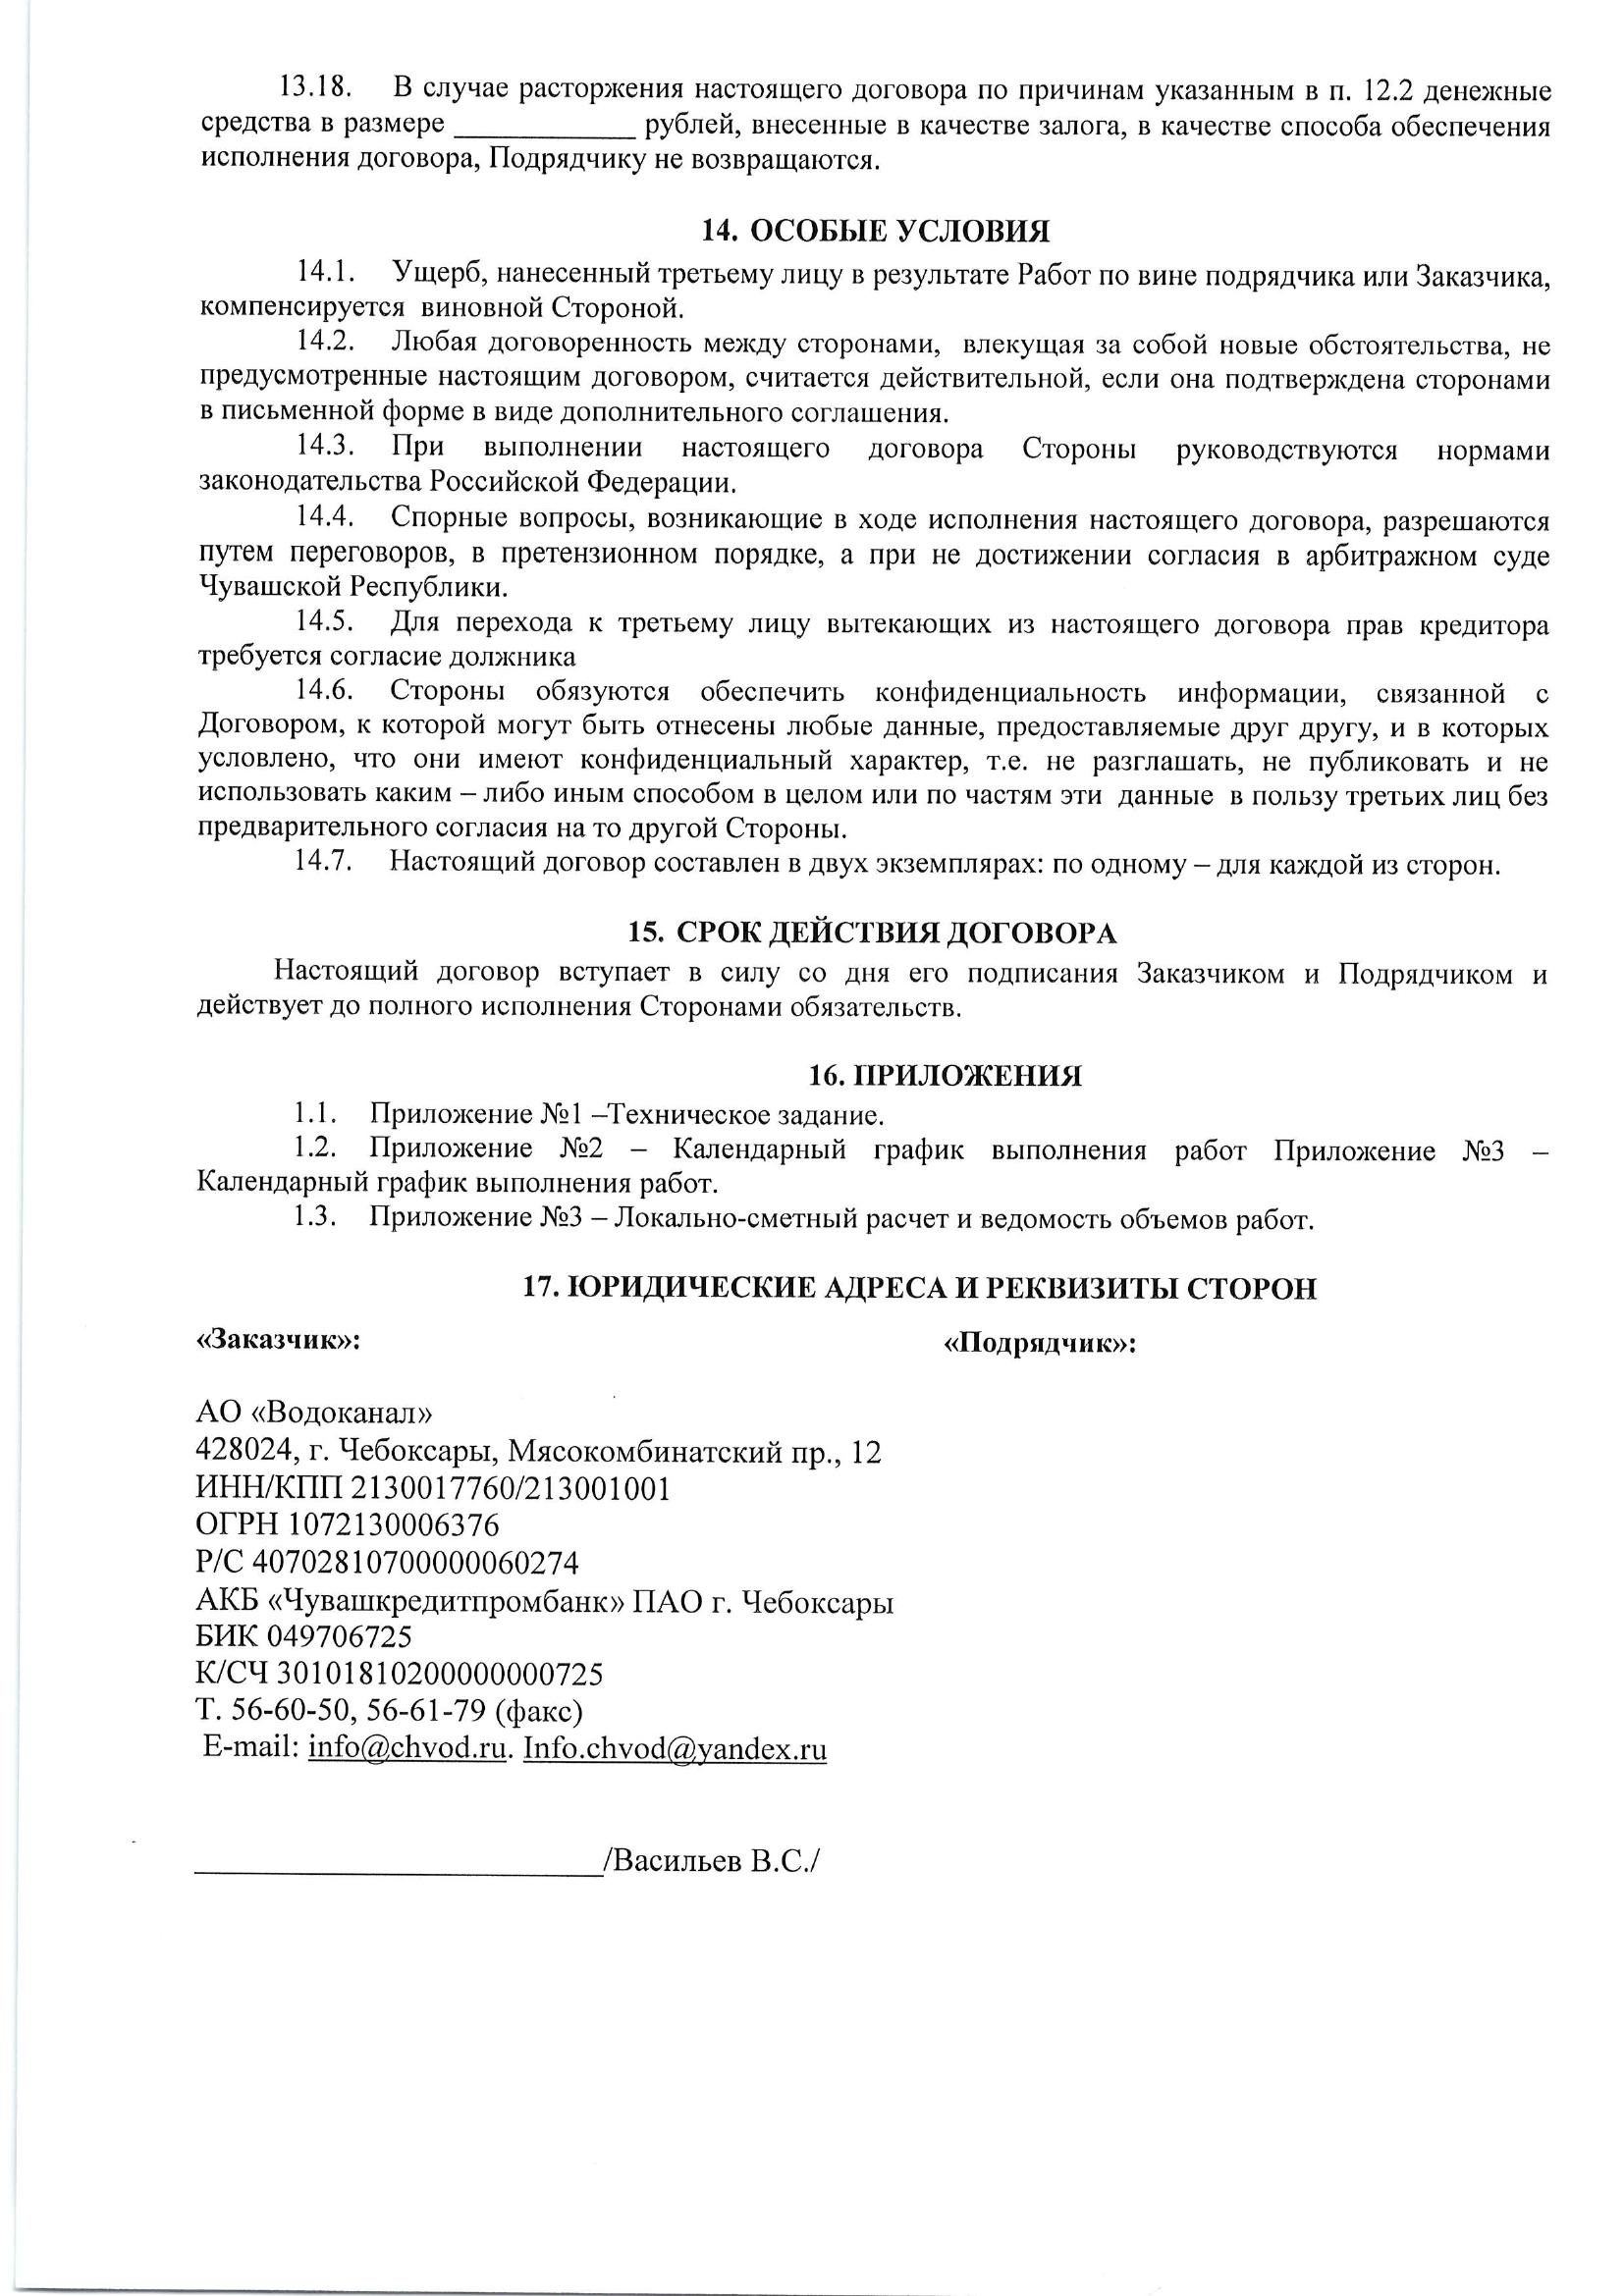 13.18. В случае расторжения настоящего договора по причинам указанным в п. 12.2 денежные
средства в размере ____________ рублей, внесенные в качестве залога, в качестве способа обеспечения
исполнения договора, Подрядчику не возвращаются.
14. ОСОБЫЕ УСЛОВИЯ
14.1. Ущерб, нанесенный третьему лицу в результате Работ по вине подрядчика или Заказчика,
компенсируется виновной Стороной.
14.2. Любая договоренность между сторонами, влекущая за собой новые обстоятельства, не
предусмотренные настоящим договором, считается действительной, если она подтверждена сторонами
в письменной форме в виде дополнительного соглашения.
14.3. При выполнении настоящего договора Стороны руководствуются нормами
законодательства Российской Федерации.
14.4. Спорные вопросы, возникающие в ходе исполнения настоящего договора, разрешаются
путем переговоров, в претензионном порядке, а при не достижении согласия в арбитражном суде
Чувашской Республики.
14.5. Для перехода к третьему лицу вытекающих из настоящего договора прав кредитора
требуется согласие должника
14.6. Стороны обязуются обеспечить конфиденциальность информации, связанной с
Договором, к которой могут быть отнесены любые данные, предоставляемые друг другу, и в которых
условлено, что они имеют конфиденциальный характер, т.е. не разглашать, не публиковать и не
использовать каким – либо иным способом в целом или по частям эти данные в пользу третьих лиц без
предварительного согласия на то другой Стороны.
14.7. Настоящий договор составлен в двух экземплярах: по одному – для каждой из сторон.
15. СРОК ДЕЙСТВИЯ ДОГОВОРА
Настоящий договор вступает в силу со дня его подписания Заказчиком и Подрядчиком и
действует до полного исполнения Сторонами обязательств.
16. ПРИЛОЖЕНИЯ
1.1. Приложение №1 –Техническое задание.
1.2. Приложение №2 – Календарный график выполнения работ Приложение №3 –
Календарный график выполнения работ.
1.3. Приложение №3 – Локально-сметный расчет и ведомость объемов работ.
17. ЮРИДИЧЕСКИЕ АДРЕСА И РЕКВИЗИТЫ СТОРОН
«Заказчик»: «Подрядчик»:
АО «Водоканал»
428024, г. Чебоксары, Мясокомбинатский пр., 12
ИНН/КПП 2130017760/213001001
ОГРН 1072130006376
Р/С 40702810700000060274
АКБ «Чувашкредитпромбанк» ПАО г. Чебоксары
БИК 049706725
К/СЧ 30101810200000000725
Т. 56-60-50, 56-61-79 (факс)
E-mail: info@chvod.ru. Info.chvod@yandex.ru
___________________________/Васильев В.С./